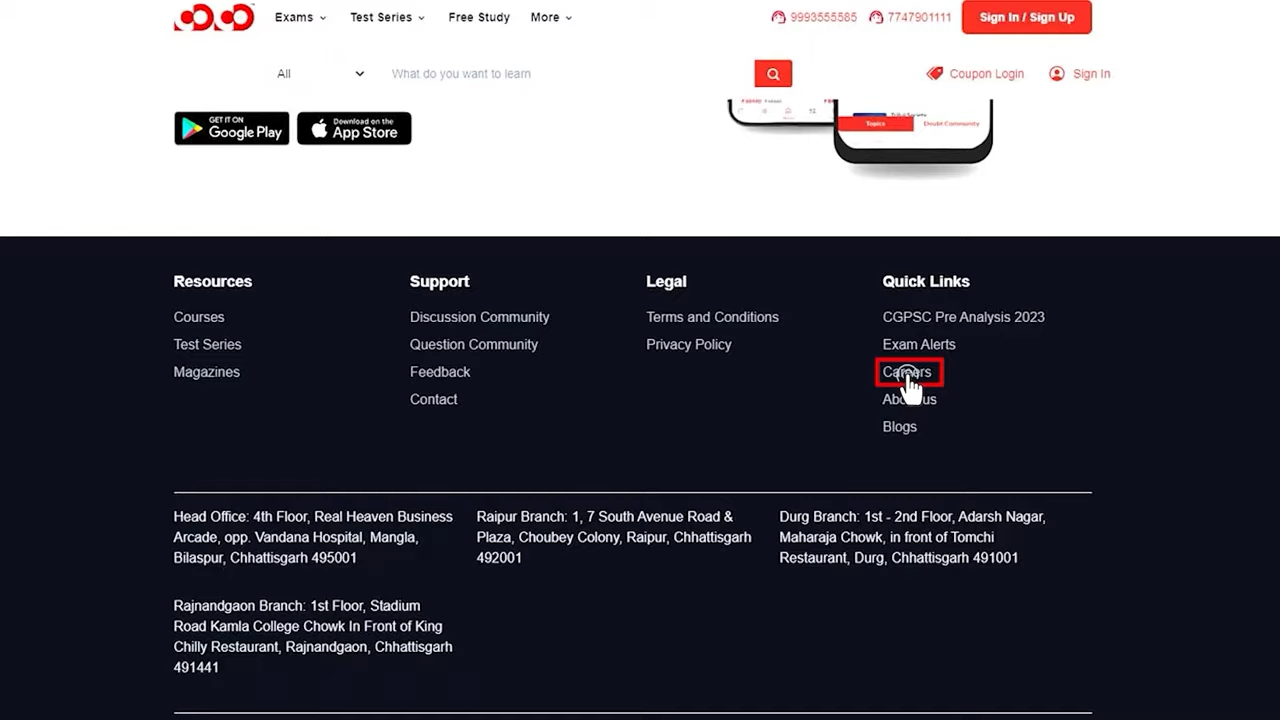 Exams Test Series Free Study More 9993555585 7747901111 Sign In / Sign Up
All What do you want to learn Coupon Login Sign In
GET IT ON Google Play Download on the App Store
Topics Doubt Community
Resources Support Legal Quick Links
Courses Discussion Community Terms and Conditions CGPSC Pre Analysis 2023
Test Series Question Community Privacy Policy Exam Alerts
Magazines Feedback Careers
Contact About us
Blogs
Head Office: 4th Floor, Real Heaven Business
Arcade, opp. Vandana Hospital, Mangla,
Bilaspur, Chhattisgarh 495001
Raipur Branch: 1, 7 South Avenue Road &
Plaza, Choubey Colony, Raipur, Chhattisgarh
492001
Durg Branch: 1st - 2nd Floor, Adarsh Nagar,
Maharaja Chowk, in front of Tomchi
Restaurant, Durg, Chhattisgarh 491001
Rajnandgaon Branch: 1st Floor, Stadium
Road Kamla College Chowk In Front of King
Chilly Restaurant, Rajnandgaon, Chhattisgarh
491441